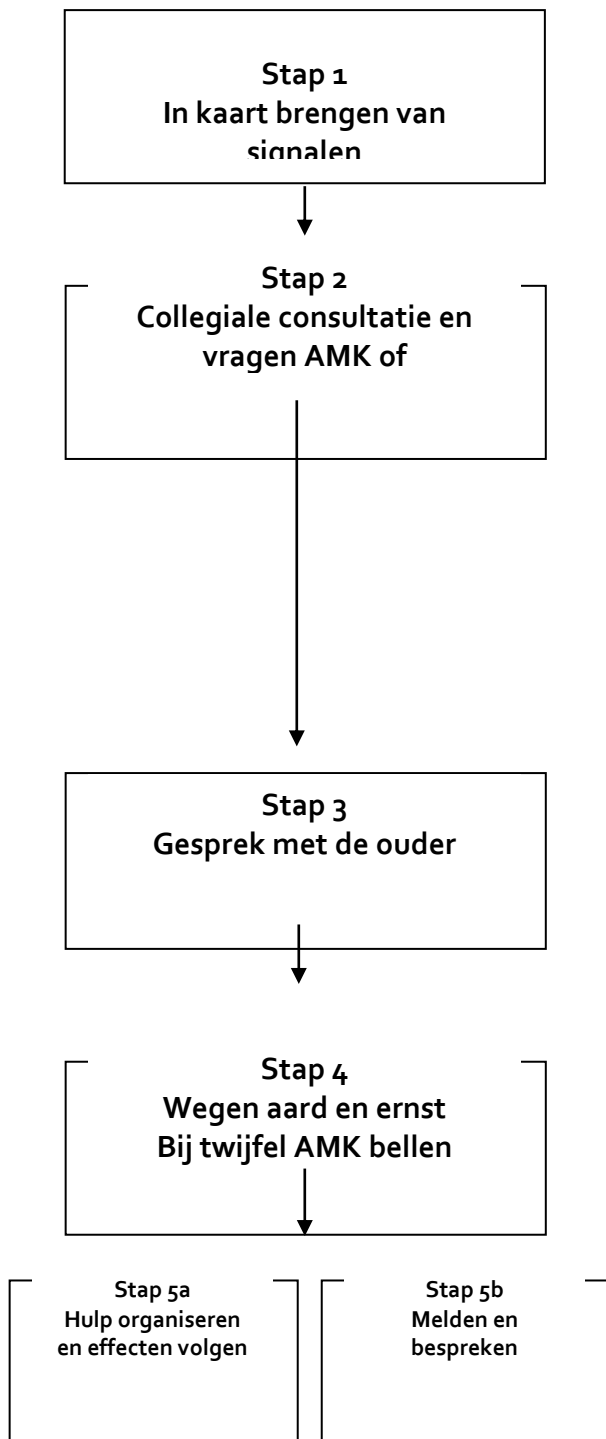 Stap 1
In kaart brengen van
signalen
Stap 2
Collegiale consultatie en
vragen AMK of
Stap 3
Gesprek met de ouder
Stap 4
Wegen aard en ernst
Bij twijfel AMK bellen
Stap 5a
Hulp organiseren
en effecten volgen
Stap 5b
Melden en
bespreken